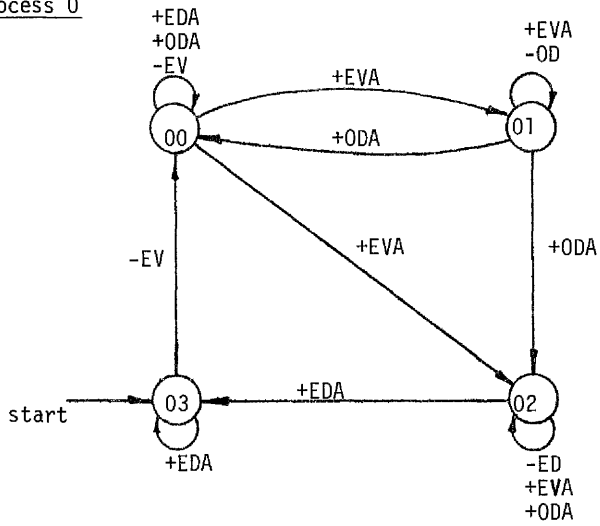 ocess 0
+EDA
+ODA
-EV
+EVA
-OD
+EVA
00
01
+ODA
+EVA
+ODA
-EV
03
+EDA
02
start
+EDA
-ED
+EVA
+ODA